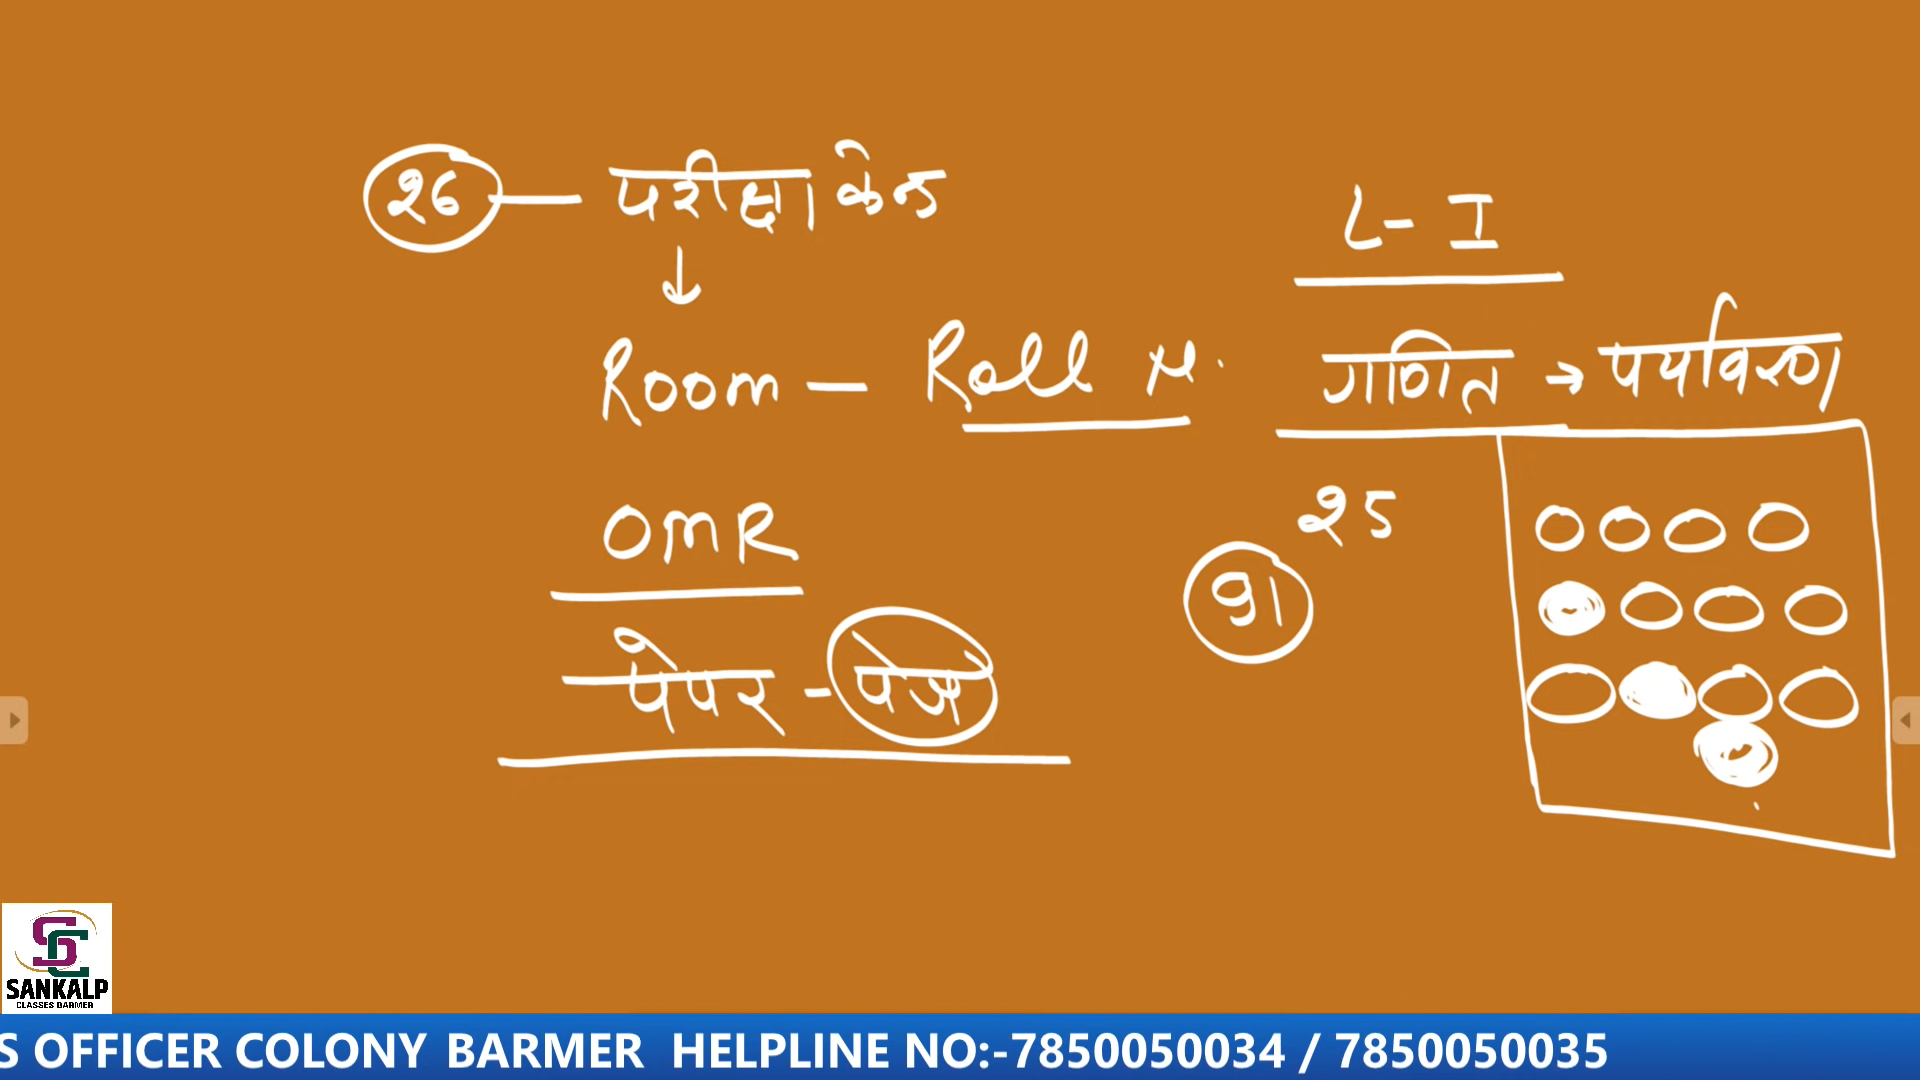 26 — परीक्षा केन्द्र
↓
Room — Roll N.
OMR
पेपर - पेज
L - I
गणित → पर्यावरण
25
91
SANKALP
CLASSES BARMER
S OFFICER COLONY BARMER HELPLINE NO:-7850050034 / 7850050035